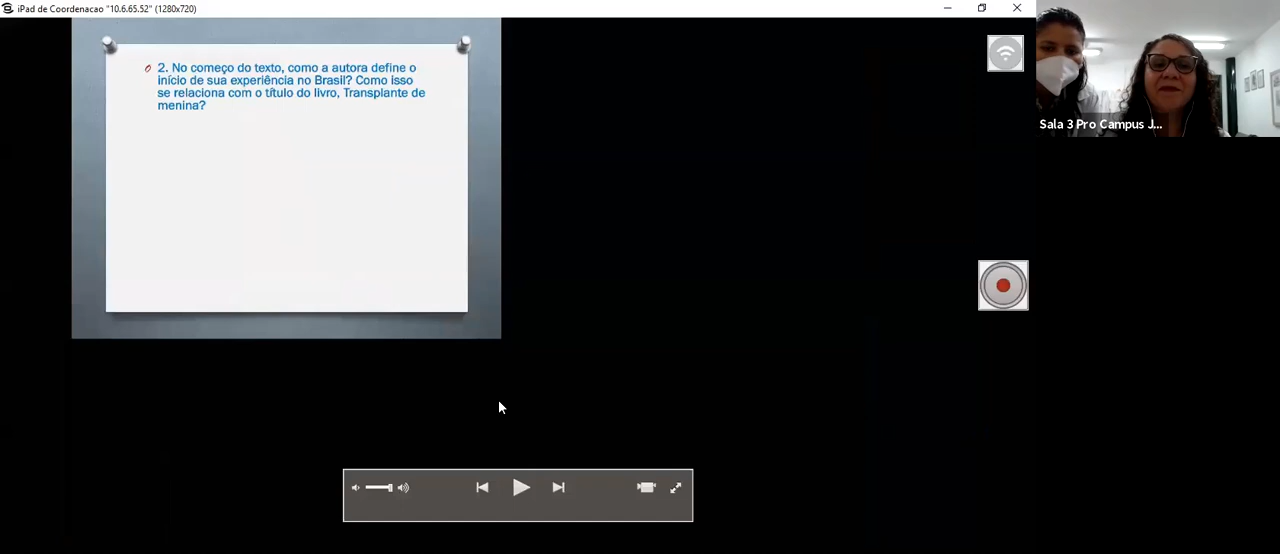 iPad de Coordenacao "10.6.65.52" (1280x720)
2. No começo do texto, como a autora define o
início de sua experiência no Brasil? Como isso
se relaciona com o título do livro, Transplante de
menina?
Sala 3 Pro Campus J...